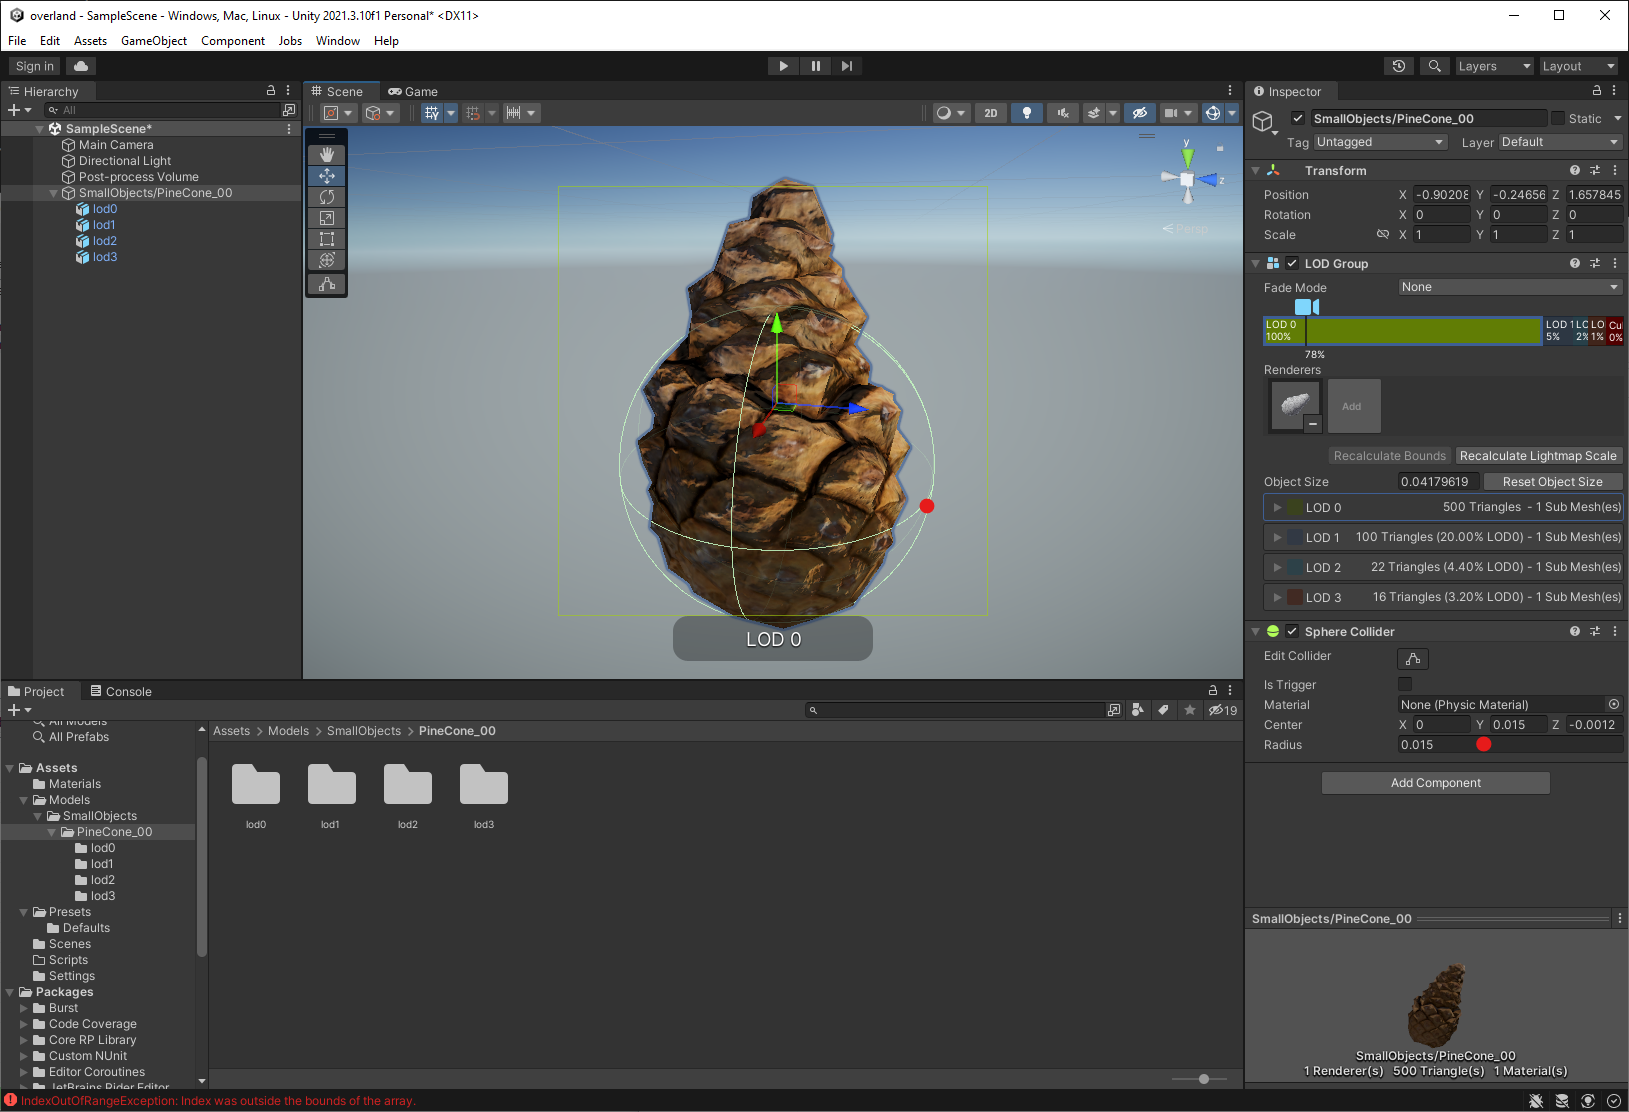 overland - SampleScene - Windows, Mac, Linux - Unity 2021.3.10f1 Personal* <DX11>
File Edit Assets GameObject Component Jobs Window Help
Sign in
Layers
Layout
Hierarchy
All
SampleScene*
Main Camera
Directional Light
Post-process Volume
SmallObjects/PineCone_00
lod0
lod1
lod2
lod3
Scene
Game
2D
y
z
Persp
LOD 0
Inspector
SmallObjects/PineCone_00
Static
Tag Untagged
Layer Default
Transform
Position X -0.90208 Y -0.24656 Z 1.657845
Rotation X 0 Y 0 Z 0
Scale X 1 Y 1 Z 1
LOD Group
Fade Mode None
LOD 0 LOD 1 LO LO Cu
100% 5% 2% 1% 0%
78%
Renderers
Add
Recalculate Bounds Recalculate Lightmap Scale
Object Size 0.04179619 Reset Object Size
LOD 0 500 Triangles - 1 Sub Mesh(es)
LOD 1 100 Triangles (20.00% LOD0) - 1 Sub Mesh(es)
LOD 2 22 Triangles (4.40% LOD0) - 1 Sub Mesh(es)
LOD 3 16 Triangles (3.20% LOD0) - 1 Sub Mesh(es)
Sphere Collider
Edit Collider
Is Trigger
Material None (Physic Material)
Center X 0 Y 0.015 Z -0.0012
Radius 0.015
Add Component
SmallObjects/PineCone_00
SmallObjects/PineCone_00
1 Renderer(s) 500 Triangle(s) 1 Material(s)
Project
Console
19
All Models
All Prefabs
Assets
Materials
Models
SmallObjects
PineCone_00
lod0
lod1
lod2
lod3
Presets
Defaults
Scenes
Scripts
Settings
Packages
Burst
Code Coverage
Core RP Library
Custom NUnit
Editor Coroutines
JetBrains Rider Editor
Assets > Models > SmallObjects > PineCone_00
lod0
lod1
lod2
lod3
IndexOutOfRangeException: Index was outside the bounds of the array.